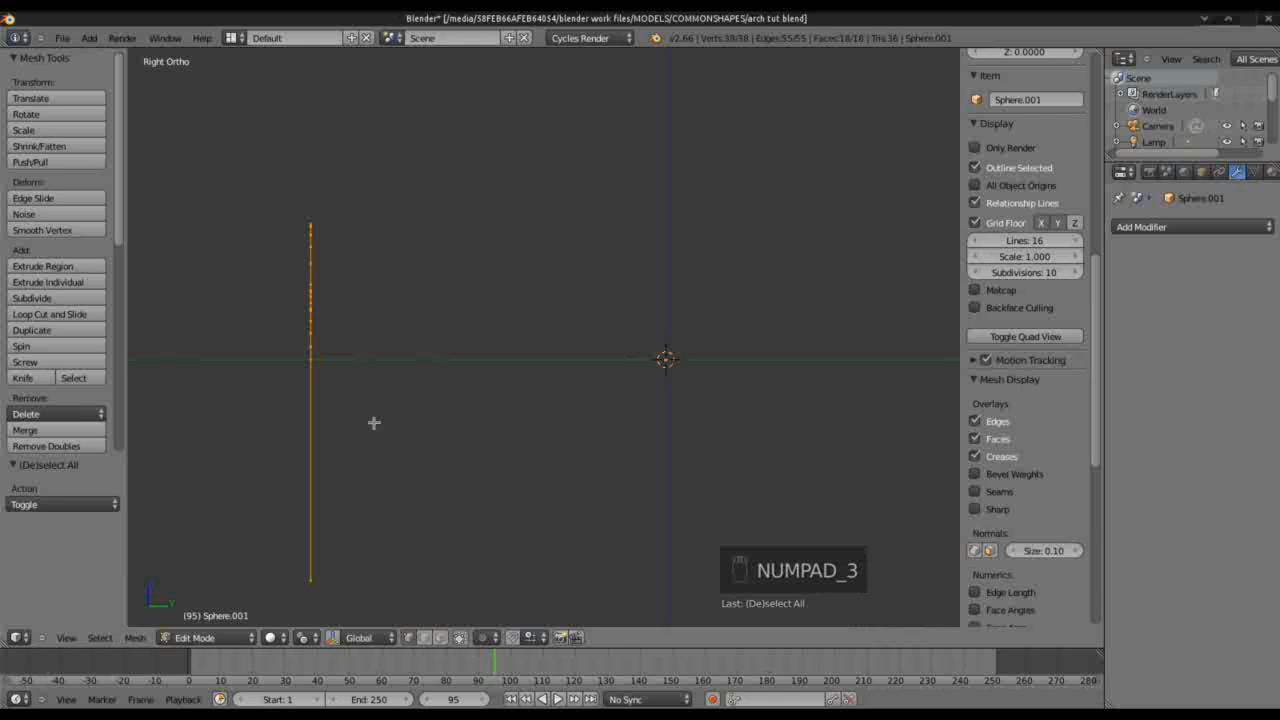 Blender* [/media/58FEB66AFEB64054/blender work files/MODELS/COMMONSHAPES/arch tut.blend]
File Add Render Window Help Default Scene Cycles Render v2.66 | Verts:38/38 | Edges:55/55 | Faces:18/18 | Tris:36 | Sphere.001
Mesh Tools
Transform:
Translate
Rotate
Scale
Shrink/Fatten
Push/Pull
Deform:
Edge Slide
Noise
Smooth Vertex
Add:
Extrude Region
Extrude Individual
Subdivide
Loop Cut and Slide
Duplicate
Spin
Screw
Knife Select
Remove:
Delete
Merge
Remove Doubles
(De)select All
Action
Toggle
Right Ortho
NUMPAD_3
Last: (De)select All
Y
(95) Sphere.001
Z: 0.0000
Item
Sphere.001
Display
Only Render
Outline Selected
All Object Origins
Relationship Lines
Grid Floor X Y Z
Lines: 16
Scale: 1.000
Subdivisions: 10
Matcap
Backface Culling
Toggle Quad View
Motion Tracking
Mesh Display
Overlays:
Edges
Faces
Creases
Bevel Weights
Seams
Sharp
Normals:
Size: 0.10
Numerics:
Edge Length
Face Angles
View Search All Scenes
Scene
RenderLayers
World
Camera
Lamp
Sphere.001
Add Modifier
View Select Mesh Edit Mode Global
-50 -40 -30 -20 -10 0 10 20 30 40 50 60 70 80 90 100 110 120 130 140 150 160 170 180 190 200 210 220 230 240 250 260 270 280
View Marker Frame Playback Start: 1 End: 250 95 No Sync